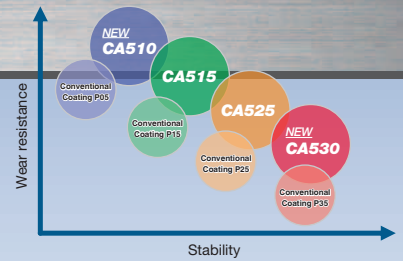 NEW
CA510
CA515
CA525
NEW
CA530
Conventional
Coating P05
Conventional
Coating P15
Conventional
Coating P25
Conventional
Coating P35
Wear resistance
Stability